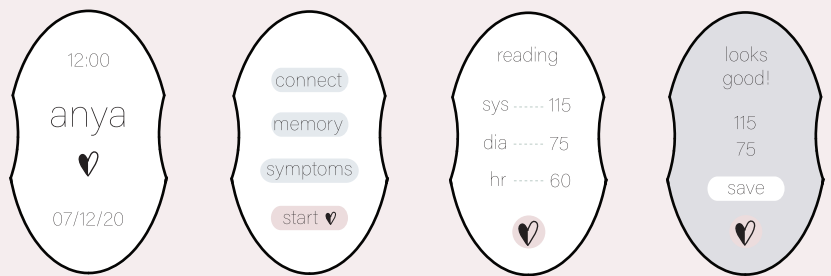 12:00
anya
07/12/20
connect
memory
symptoms
start
reading
sys ------ 115
dia ------ 75
hr ------ 60
looks
good!
115
75
save